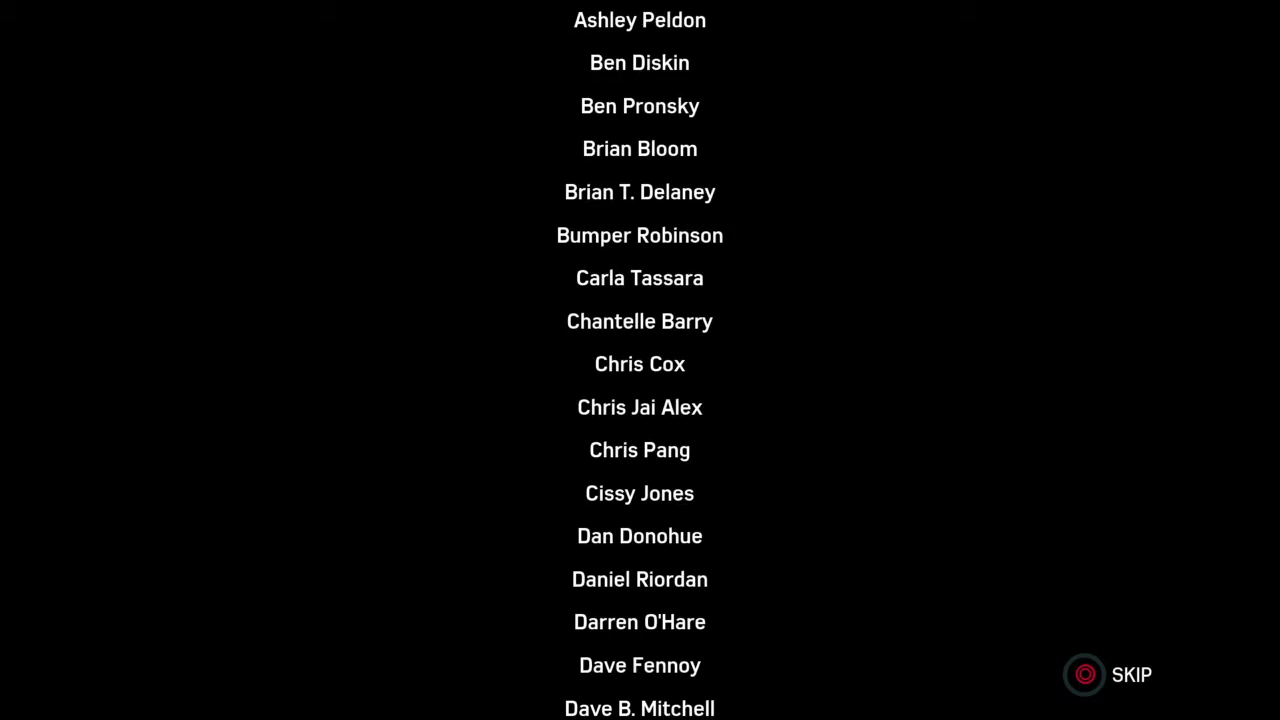 Ashley Peldon
Ben Diskin
Ben Pronsky
Brian Bloom
Brian T. Delaney
Bumper Robinson
Carla Tassara
Chantelle Barry
Chris Cox
Chris Jai Alex
Chris Pang
Cissy Jones
Dan Donohue
Daniel Riordan
Darren O'Hare
Dave Fennoy
SKIP
Dave B. Mitchell